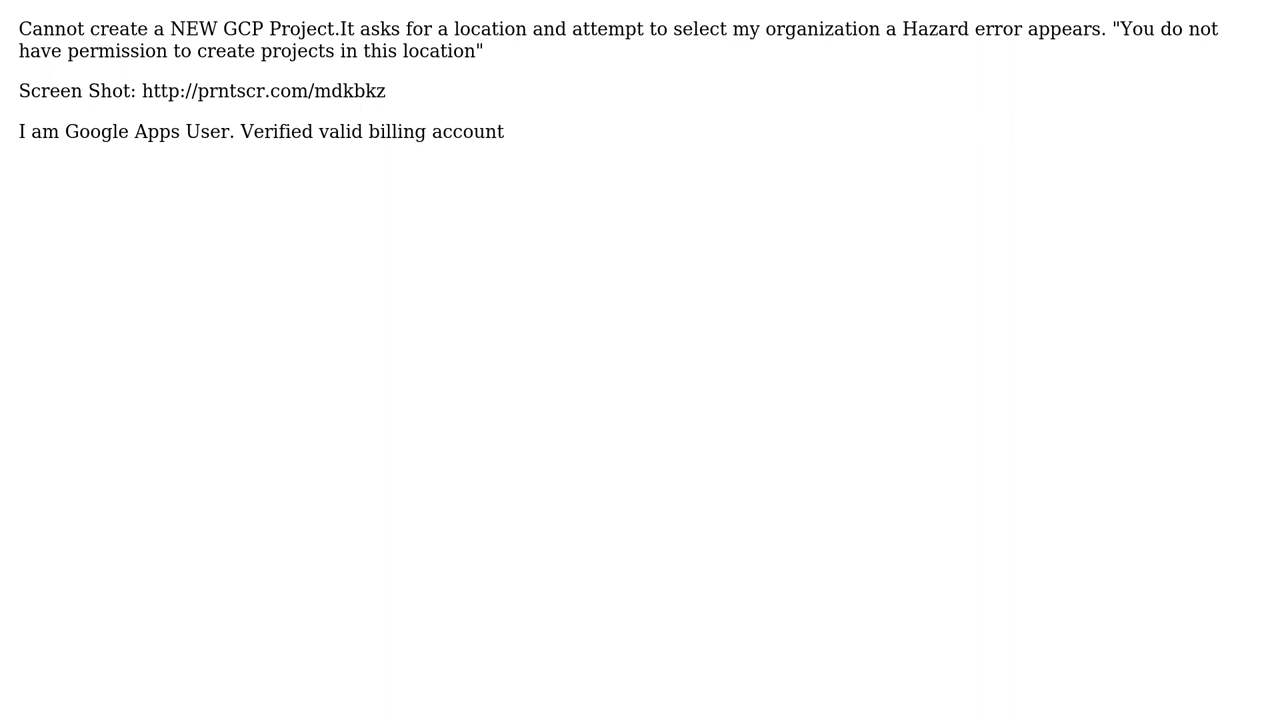 Cannot create a NEW GCP Project.It asks for a location and attempt to select my organization a Hazard error appears. "You do not
have permission to create projects in this location"
Screen Shot: http://prntscr.com/mdkbkz
I am Google Apps User. Verified valid billing account